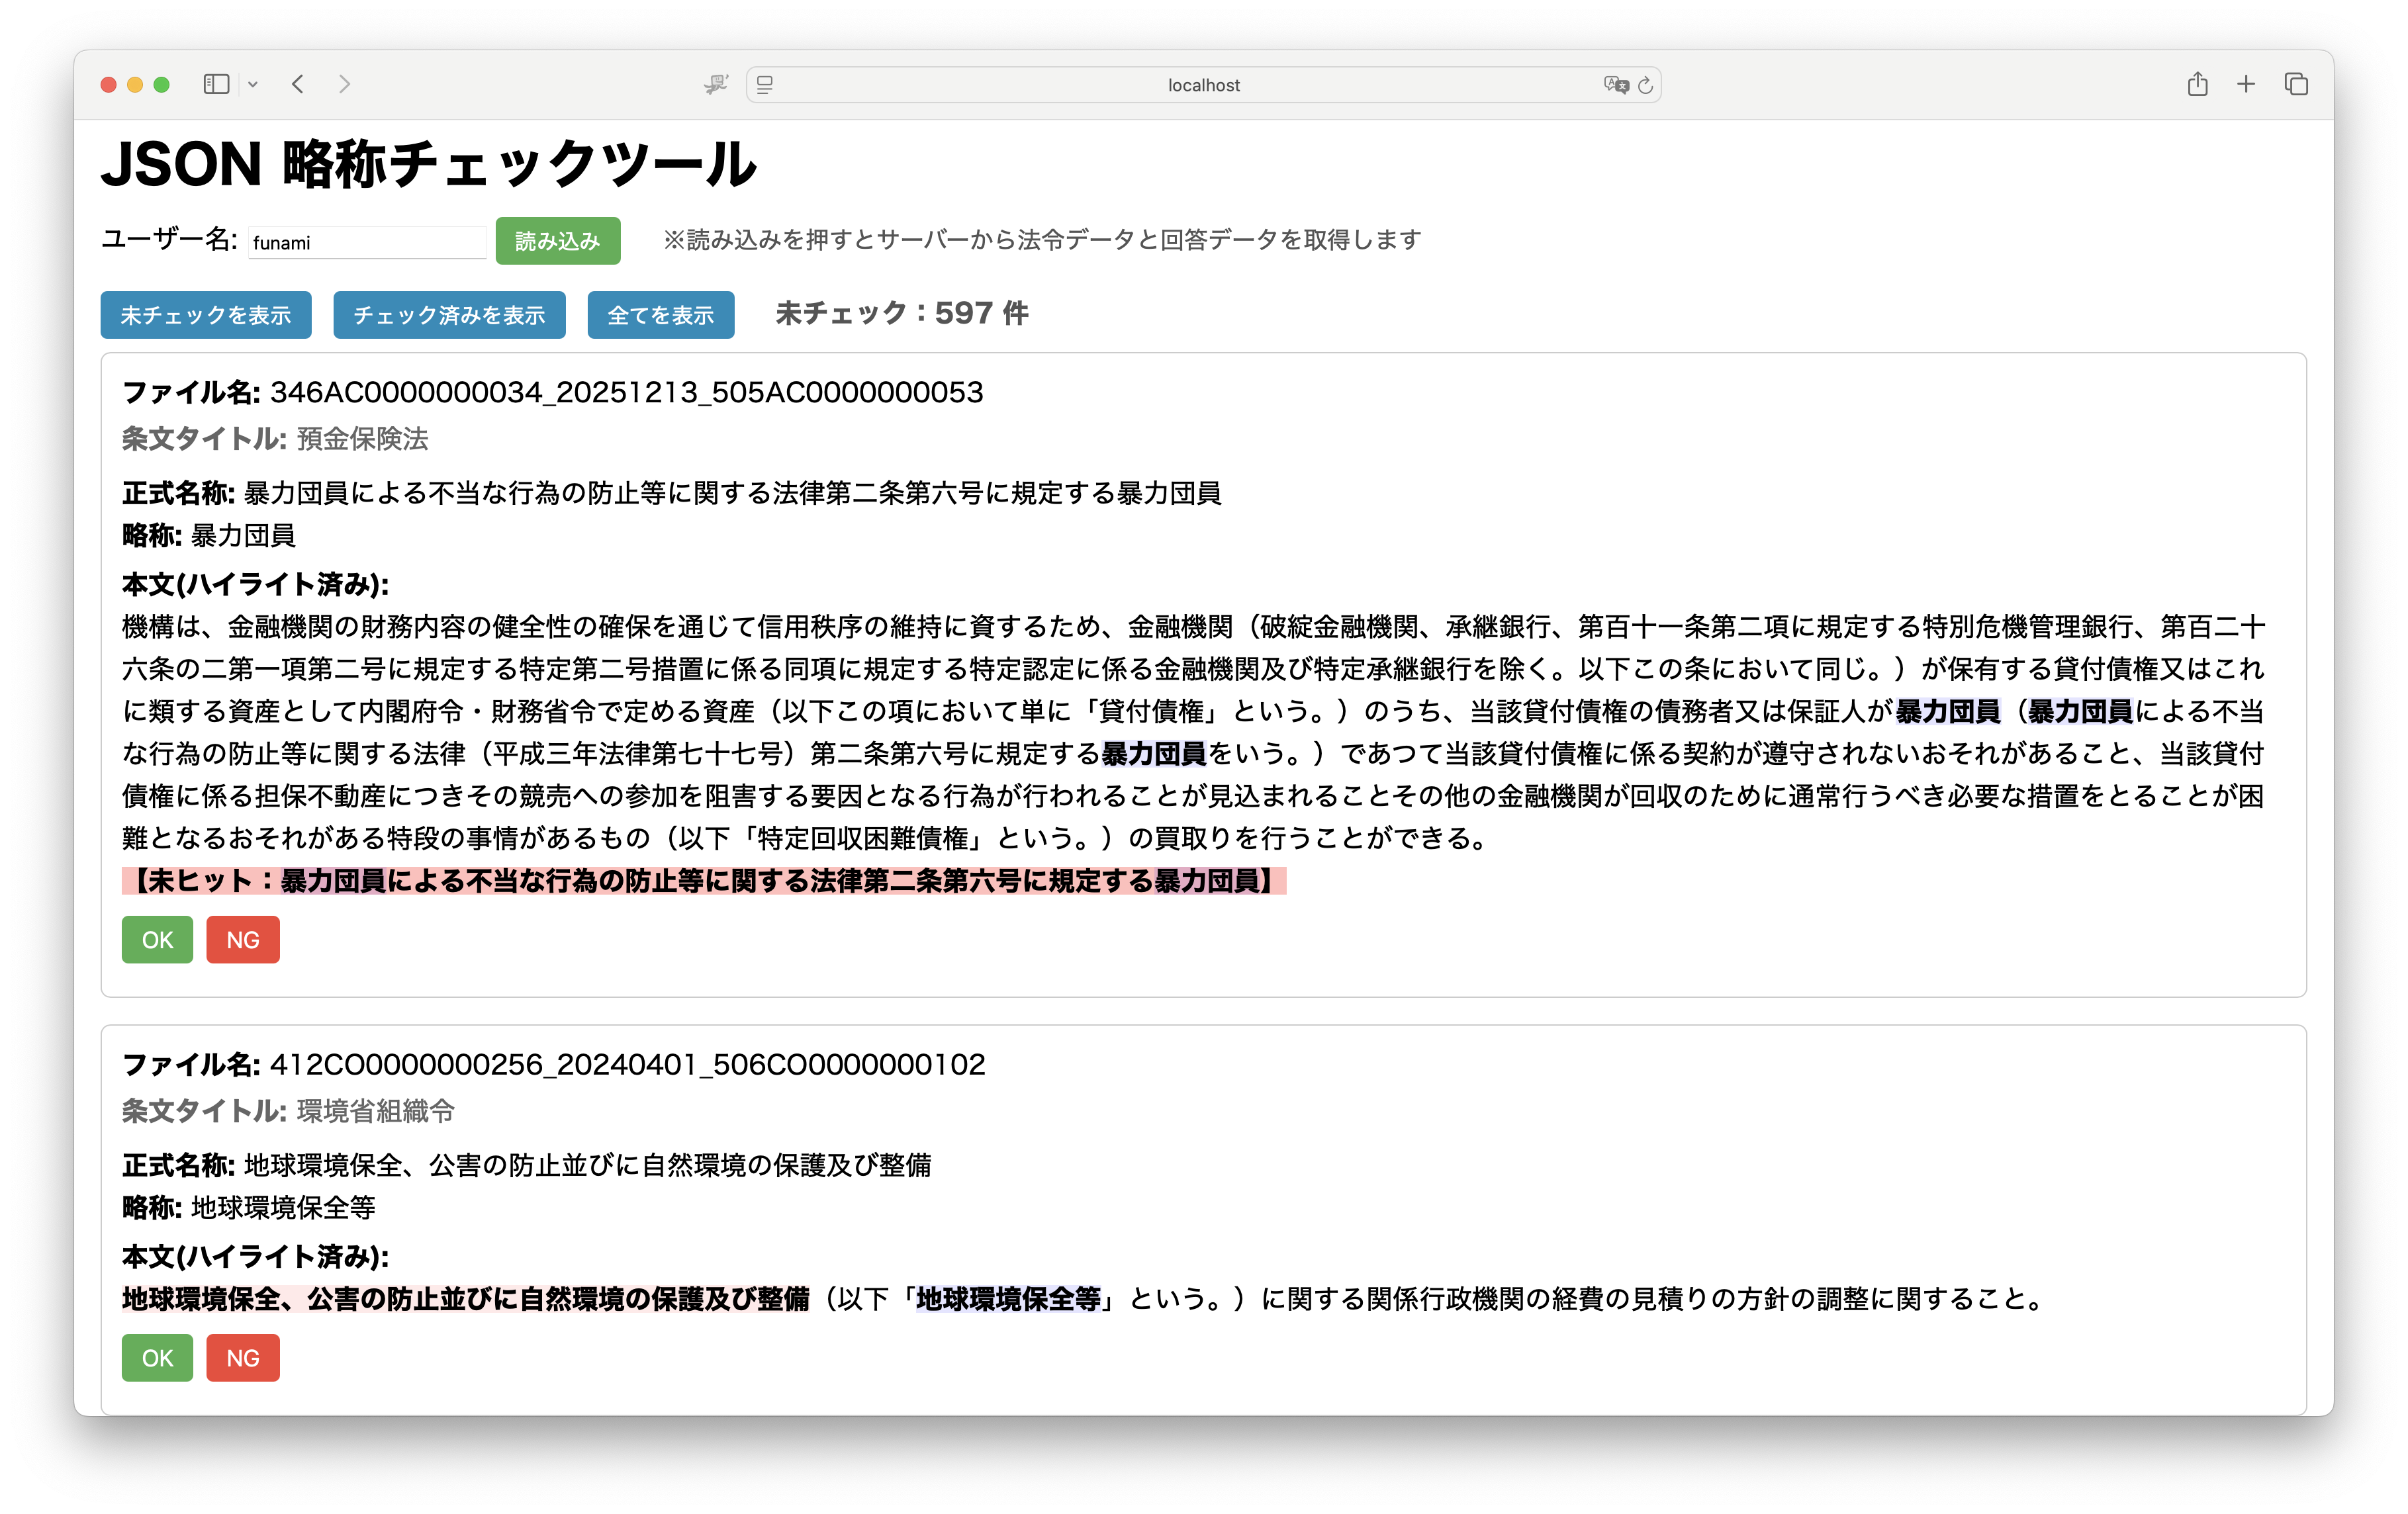 localhost
JSON 略称チェックツール
ユーザー名: funami 読み込み ※読み込みを押すとサーバーから法令データと回答データを取得します
未チェックを表示 チェック済みを表示 全てを表示 未チェック：597 件
ファイル名: 346AC0000000034_20251213_505AC0000000053
条文タイトル: 預金保険法
正式名称: 暴力団員による不当な行為の防止等に関する法律第二条第六号に規定する暴力団員
略称: 暴力団員
本文(ハイライト済み):
機構は、金融機関の財務内容の健全性の確保を通じて信用秩序の維持に資するため、金融機関（破綻金融機関、承継銀行、第百十一条第二項に規定する特別危機管理銀行、第百二十
六条の二第一項第二号に規定する特定第二号措置に係る同項に規定する特定認定に係る金融機関及び特定承継銀行を除く。以下この条において同じ。）が保有する貸付債権又はこれ
に類する資産として内閣府令・財務省令で定める資産（以下この項において単に「貸付債権」という。）のうち、当該貸付債権の債務者又は保証人が暴力団員（暴力団員による不当
な行為の防止等に関する法律（平成三年法律第七十七号）第二条第六号に規定する暴力団員をいう。）であつて当該貸付債権に係る契約が遵守されないおそれがあること、当該貸付
債権に係る担保不動産につきその競売への参加を阻害する要因となる行為が行われることが見込まれることその他の金融機関が回収のために通常行うべき必要な措置をとることが困
難となるおそれがある特段の事情があるもの（以下「特定回収困難債権」という。）の買取りを行うことができる。
【未ヒット：暴力団員による不当な行為の防止等に関する法律第二条第六号に規定する暴力団員】
OK NG
ファイル名: 412CO0000000256_20240401_506CO0000000102
条文タイトル: 環境省組織令
正式名称: 地球環境保全、公害の防止並びに自然環境の保護及び整備
略称: 地球環境保全等
本文(ハイライト済み):
地球環境保全、公害の防止並びに自然環境の保護及び整備（以下「地球環境保全等」という。）に関する関係行政機関の経費の見積りの方針の調整に関すること。
OK NG